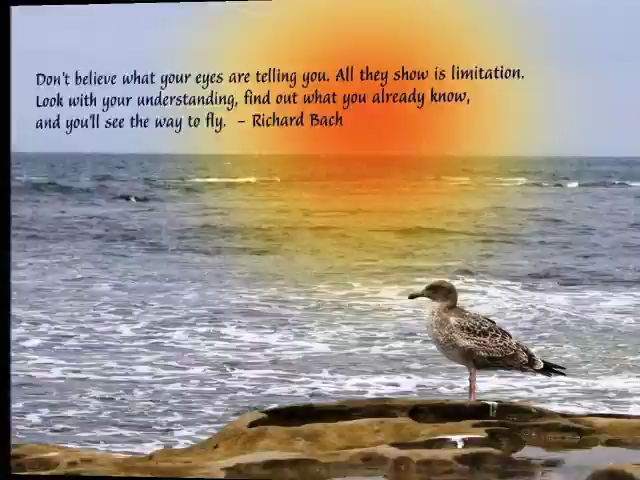 Don't believe what your eyes are telling you. All they show is limitation.
Look with your understanding, find out what you already know,
and you'll see the way to fly. – Richard Bach